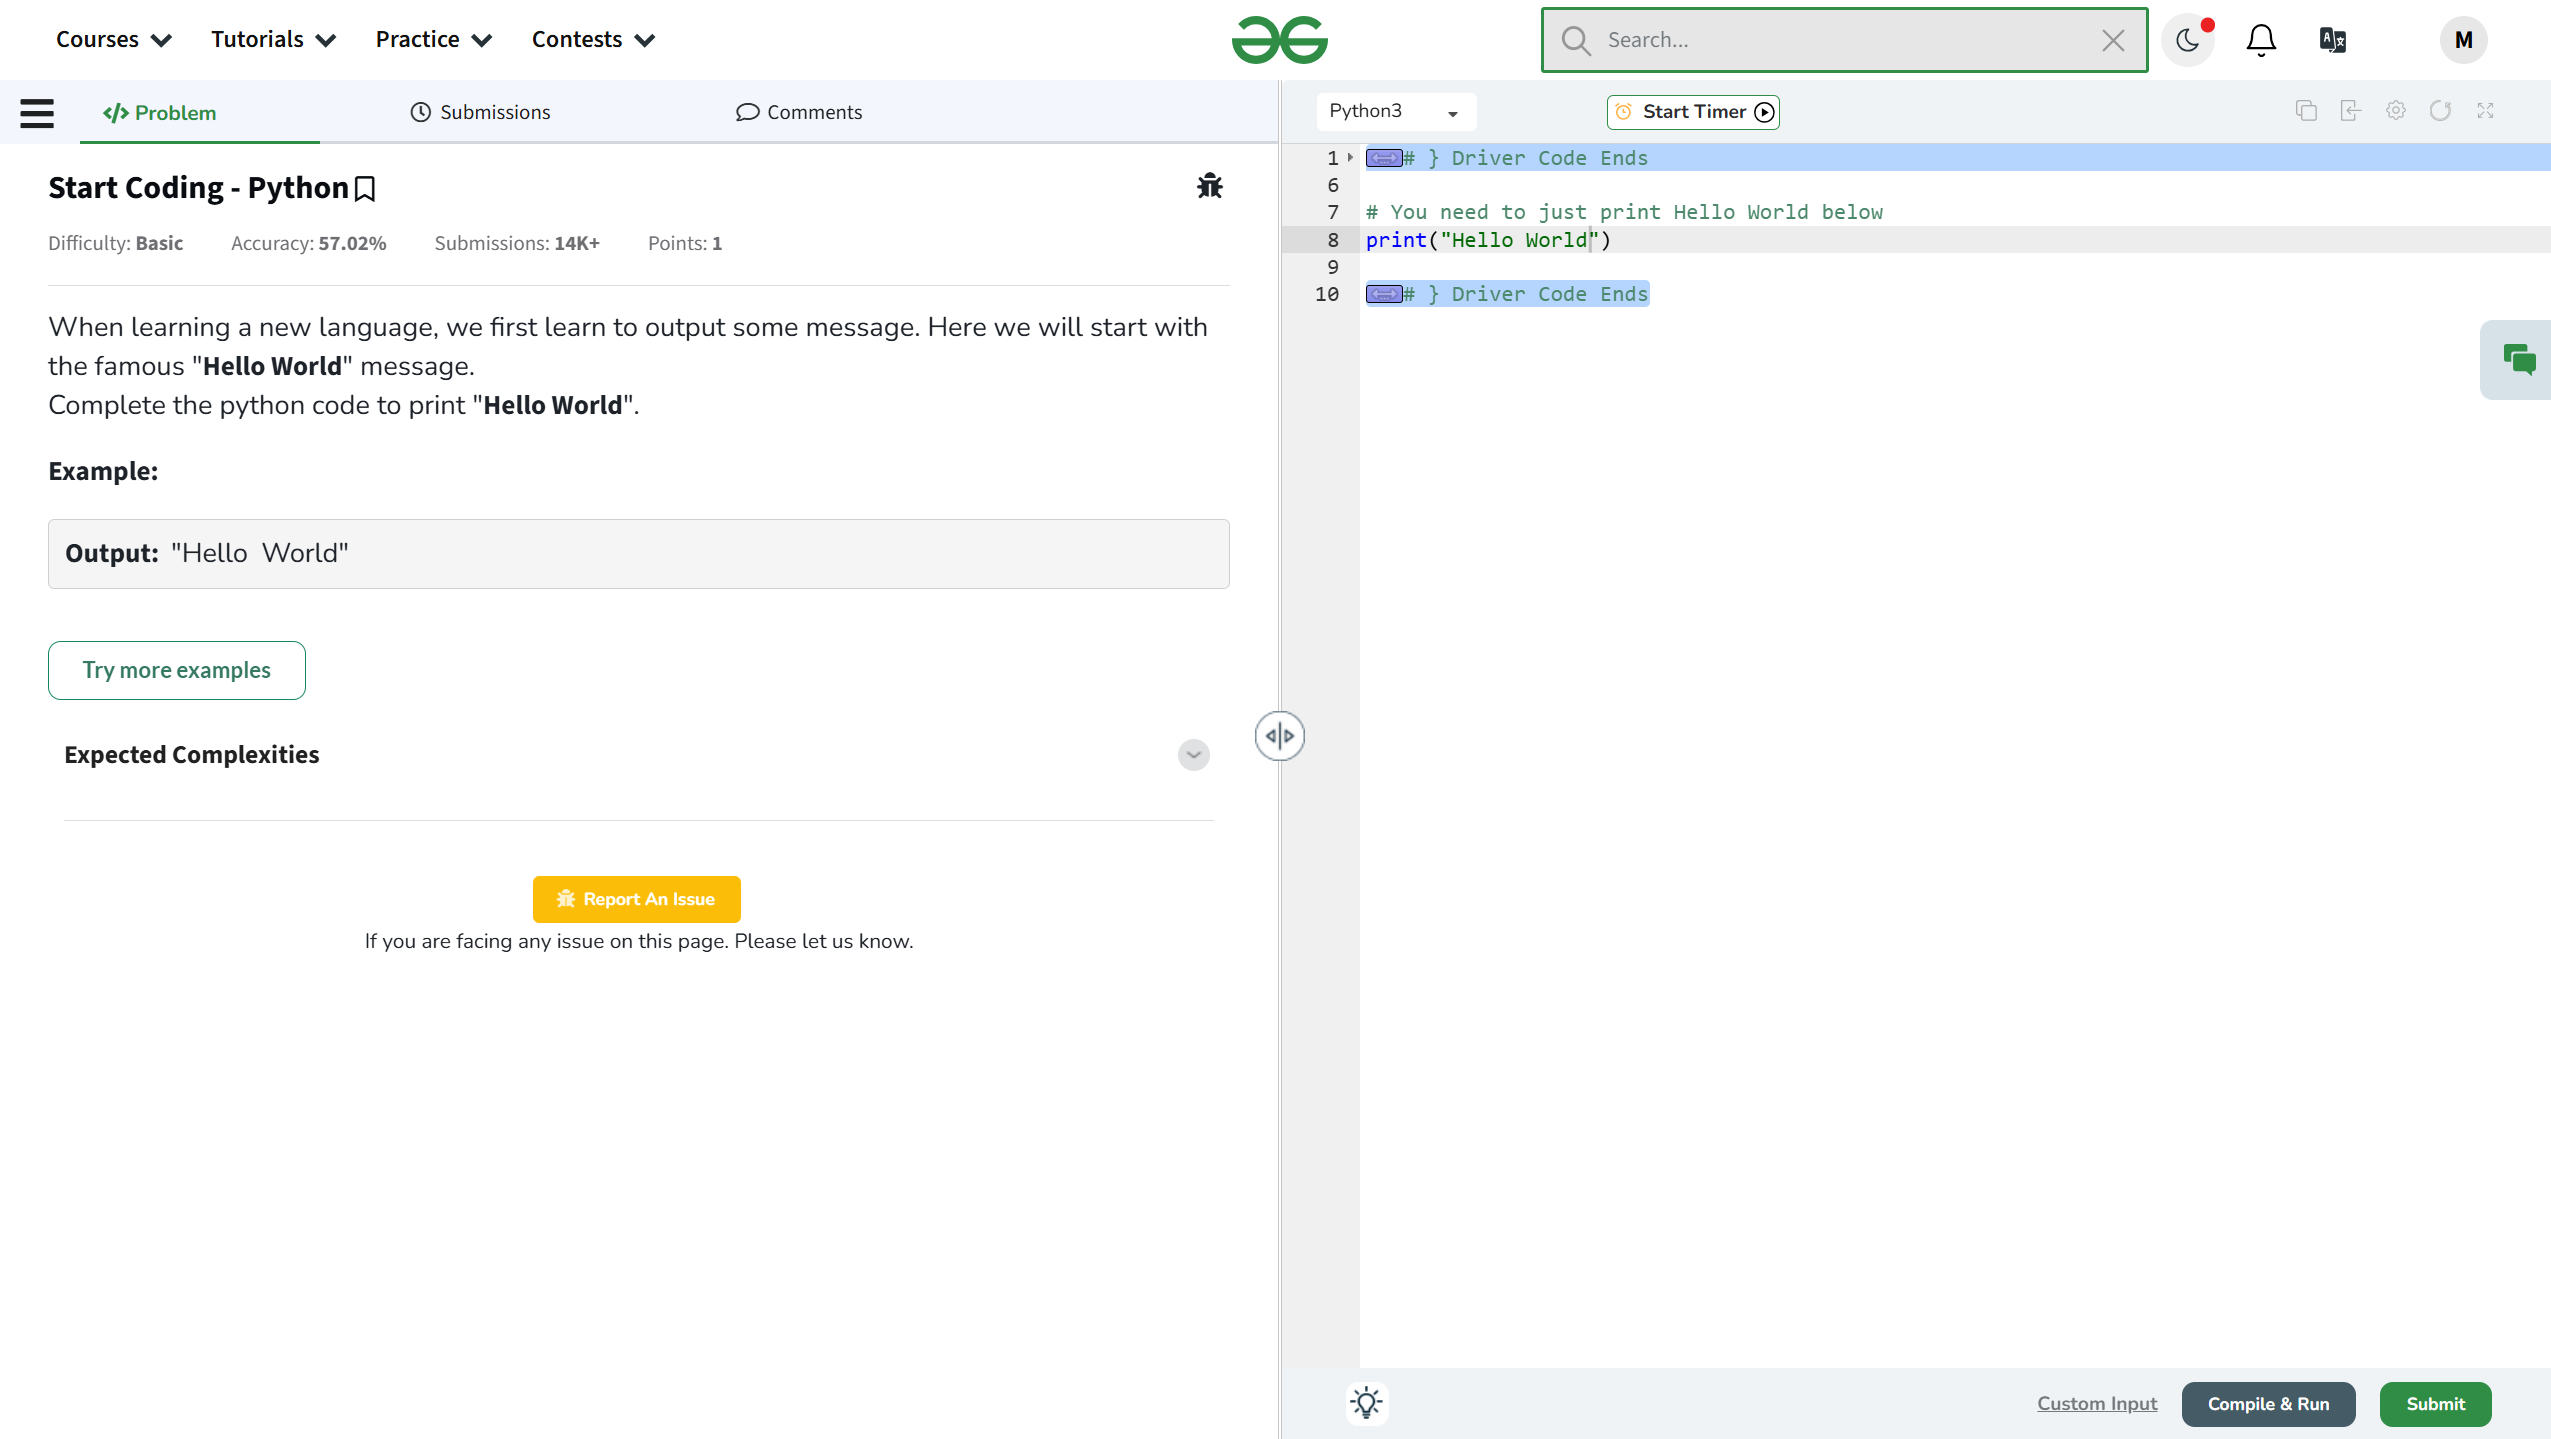 Courses Tutorials Practice Contests Search... M
Problem Submissions Comments
Start Coding - Python
Difficulty: Basic Accuracy: 57.02% Submissions: 14K+ Points: 1
When learning a new language, we first learn to output some message. Here we will start with
the famous "Hello World" message.
Complete the python code to print "Hello World".
Example:
Output: "Hello World"
Try more examples
Expected Complexities
Report An Issue
If you are facing any issue on this page. Please let us know.
Python3 Start Timer
1 # } Driver Code Ends
6
7 # You need to just print Hello World below
8 print("Hello World")
9
10 # } Driver Code Ends
Custom Input Compile & Run Submit